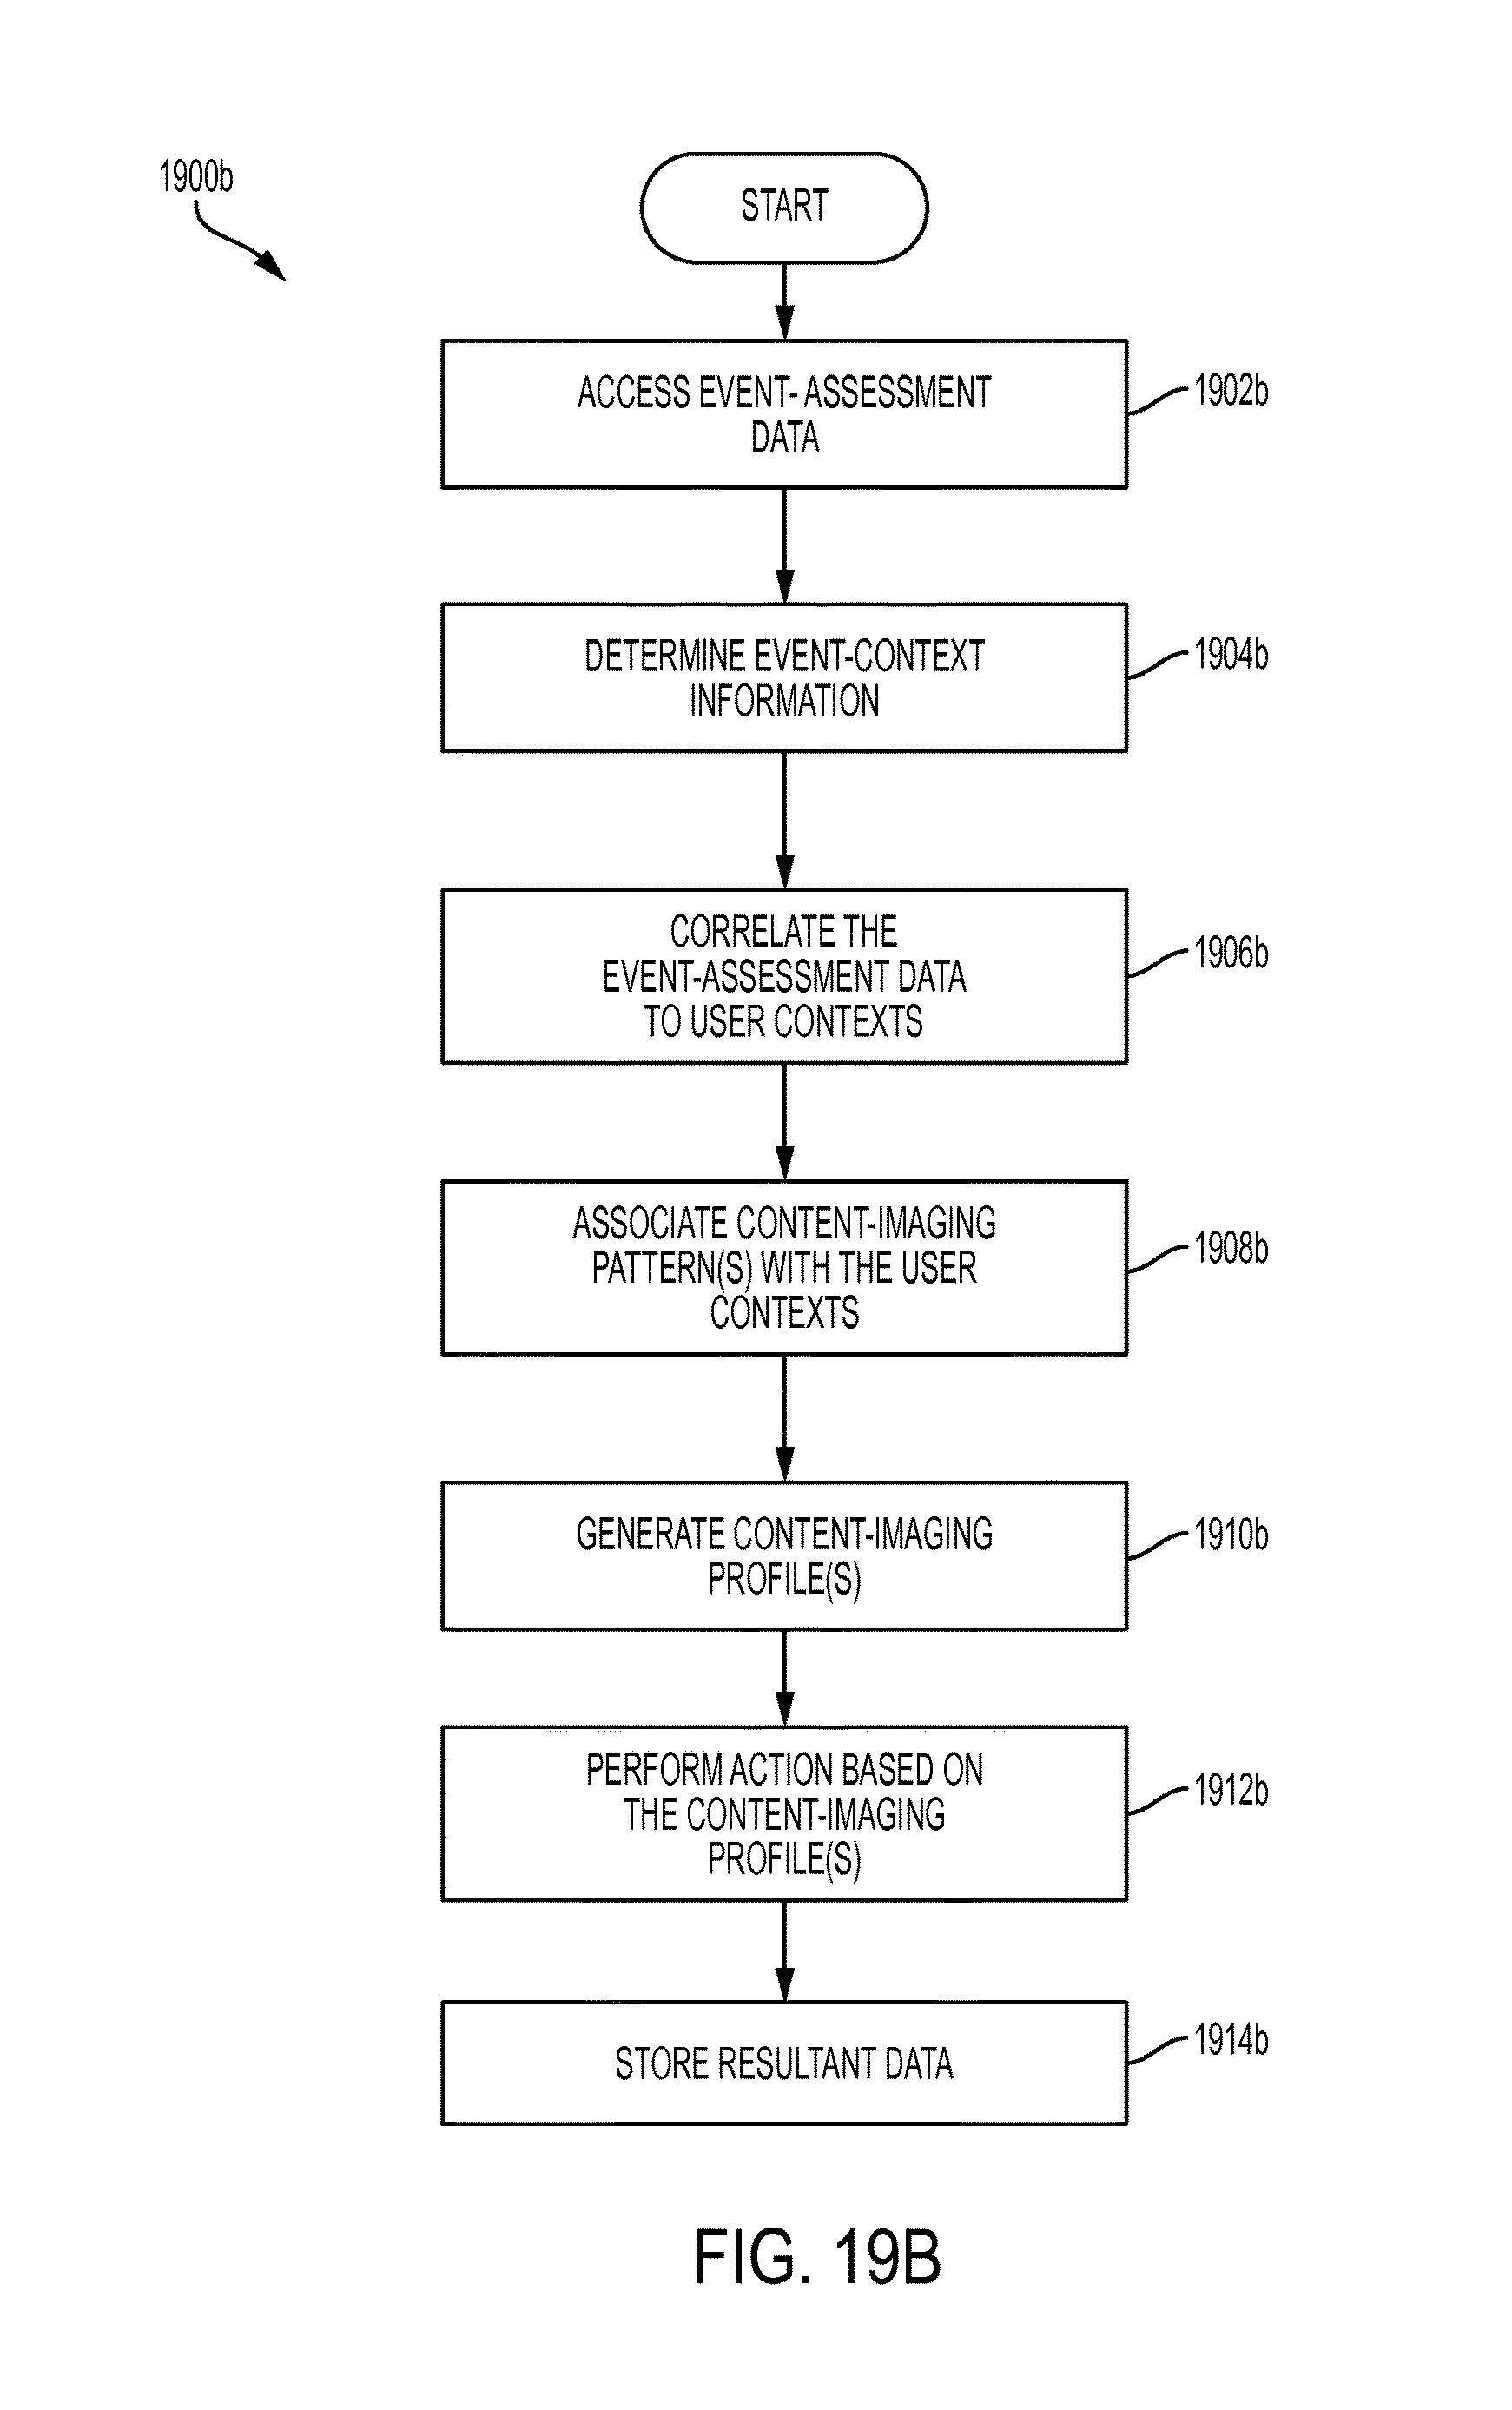 1900b
START
ACCESS EVENT- ASSESSMENT
DATA
1902b
DETERMINE EVENT-CONTEXT
INFORMATION
1904b
CORRELATE THE
EVENT-ASSESSMENT DATA
TO USER CONTEXTS
1906b
ASSOCIATE CONTENT-IMAGING
PATTERN(S) WITH THE USER
CONTEXTS
1908b
GENERATE CONTENT-IMAGING
PROFILE(S)
1910b
PERFORM ACTION BASED ON
THE CONTENT-IMAGING
PROFILE(S)
1912b
STORE RESULTANT DATA
1914b
FIG. 19B